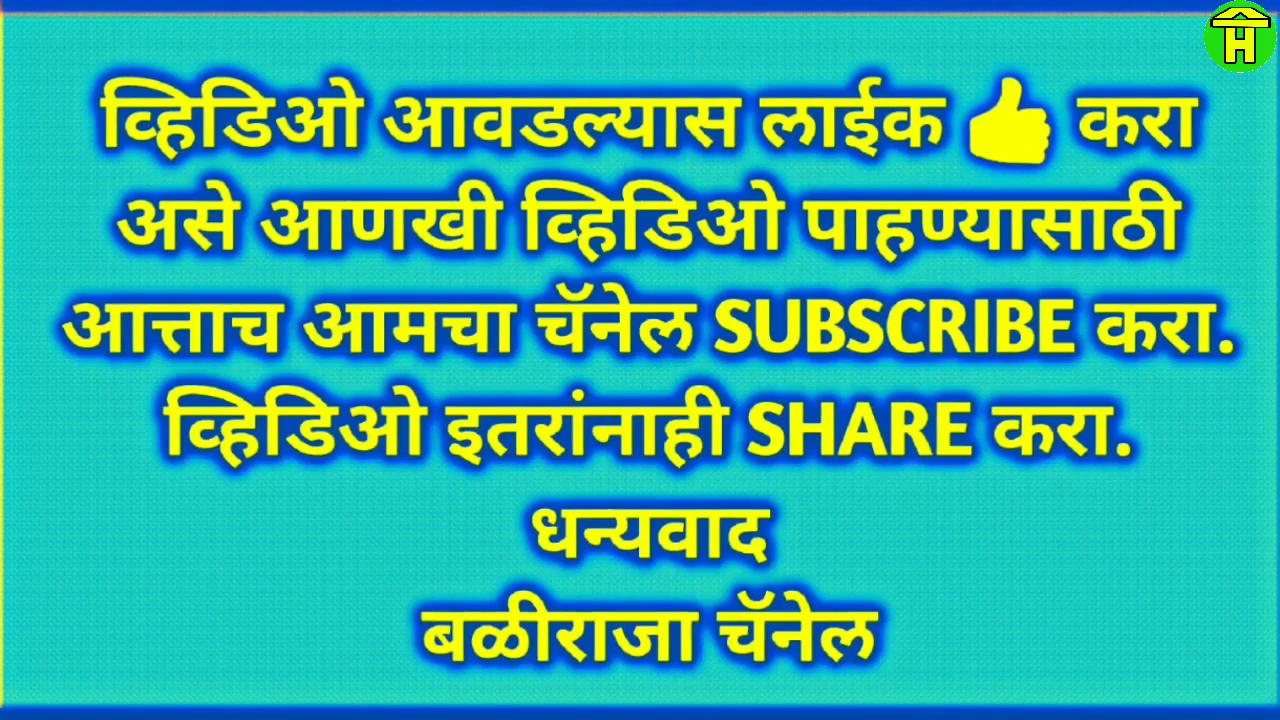 व्हिडिओ आवडल्यास लाईक 👍 करा
असे आणखी व्हिडिओ पाहण्यासाठी
आत्ताच आमचा चॅनेल SUBSCRIBE करा.
व्हिडिओ इतरांनाही SHARE करा.
धन्यवाद
बळीराजा चॅनेल
H